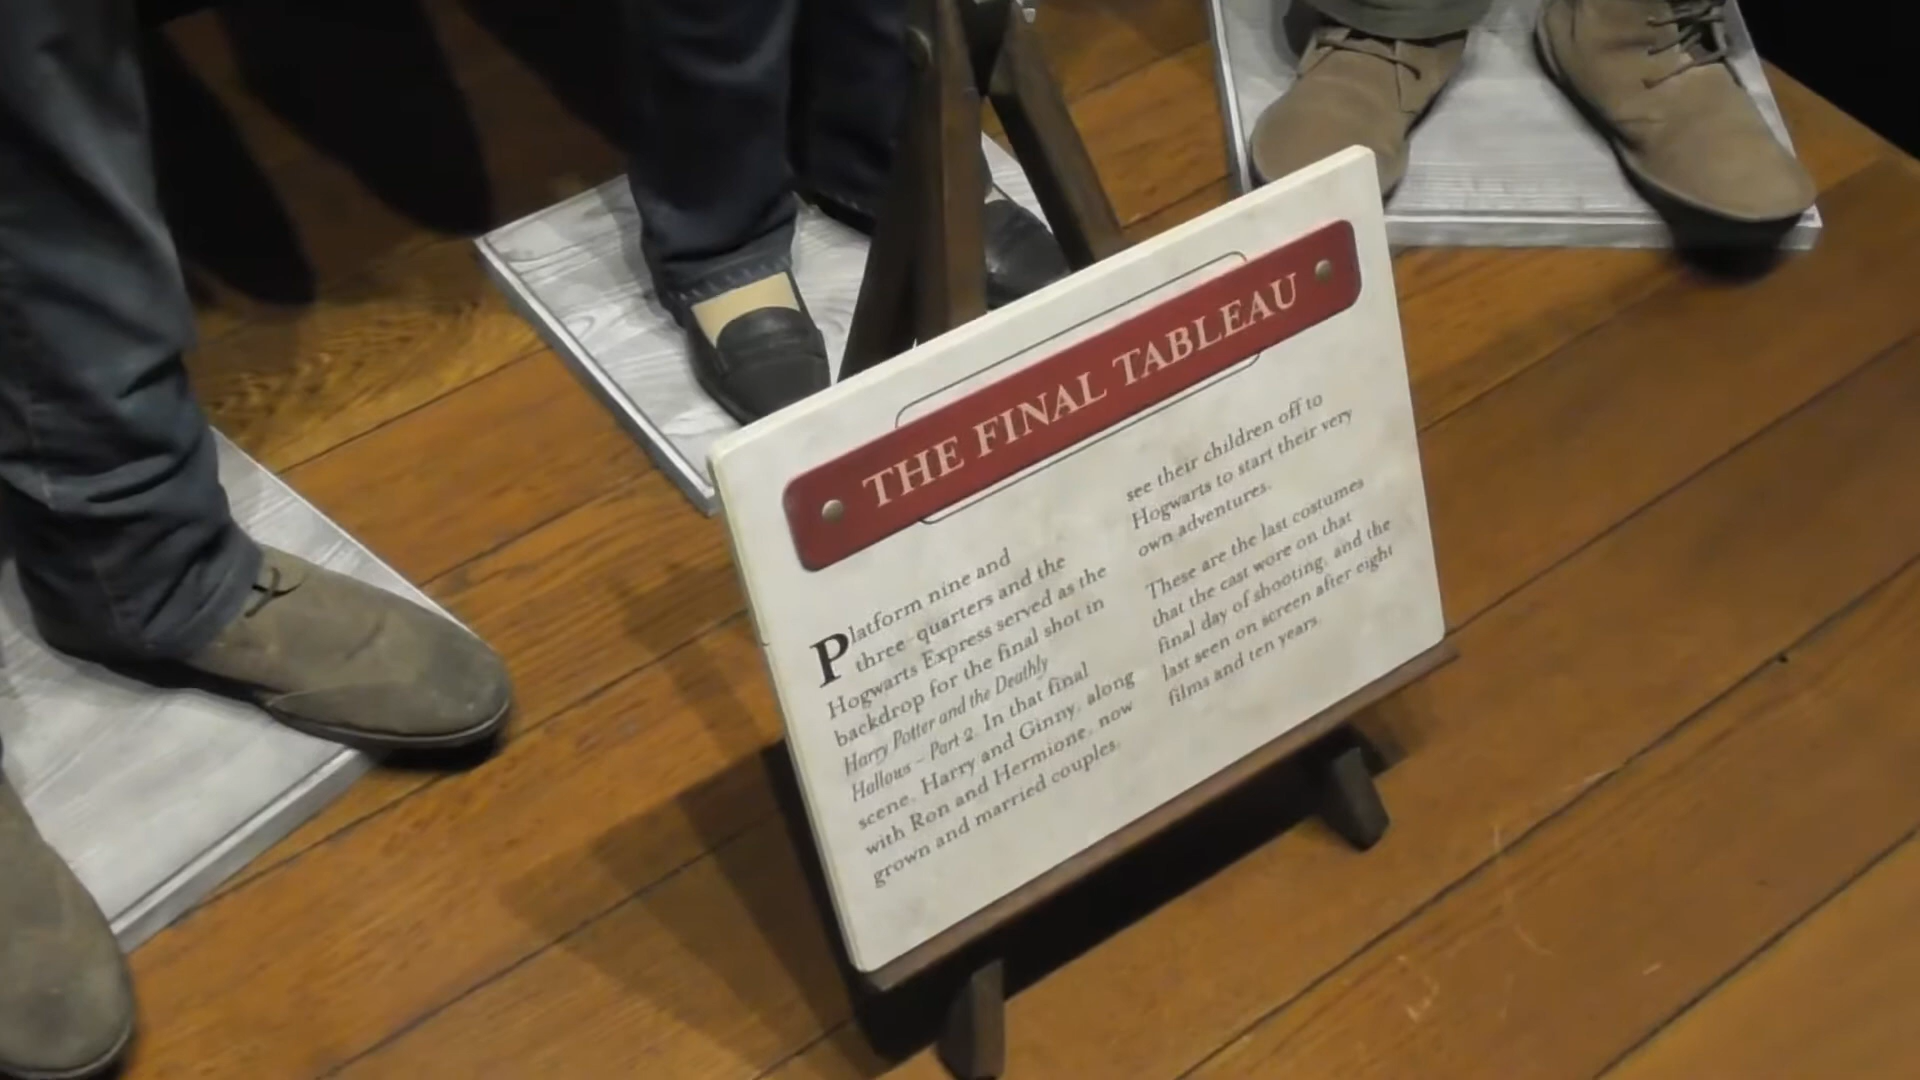 THE FINAL TABLEAU
Platform nine and
three-quarters and the
Hogwarts Express served as the
backdrop for the final shot in
Harry Potter and the Deathly
Hallows – Part 2. In that final
scene, Harry and Ginny, along
with Ron and Hermione, now
grown and married couples,
see their children off to
Hogwarts to start their very
own adventures.
These are the last costumes
that the cast wore on that
final day of shooting, and the
last seen on screen after eight
films and ten years.